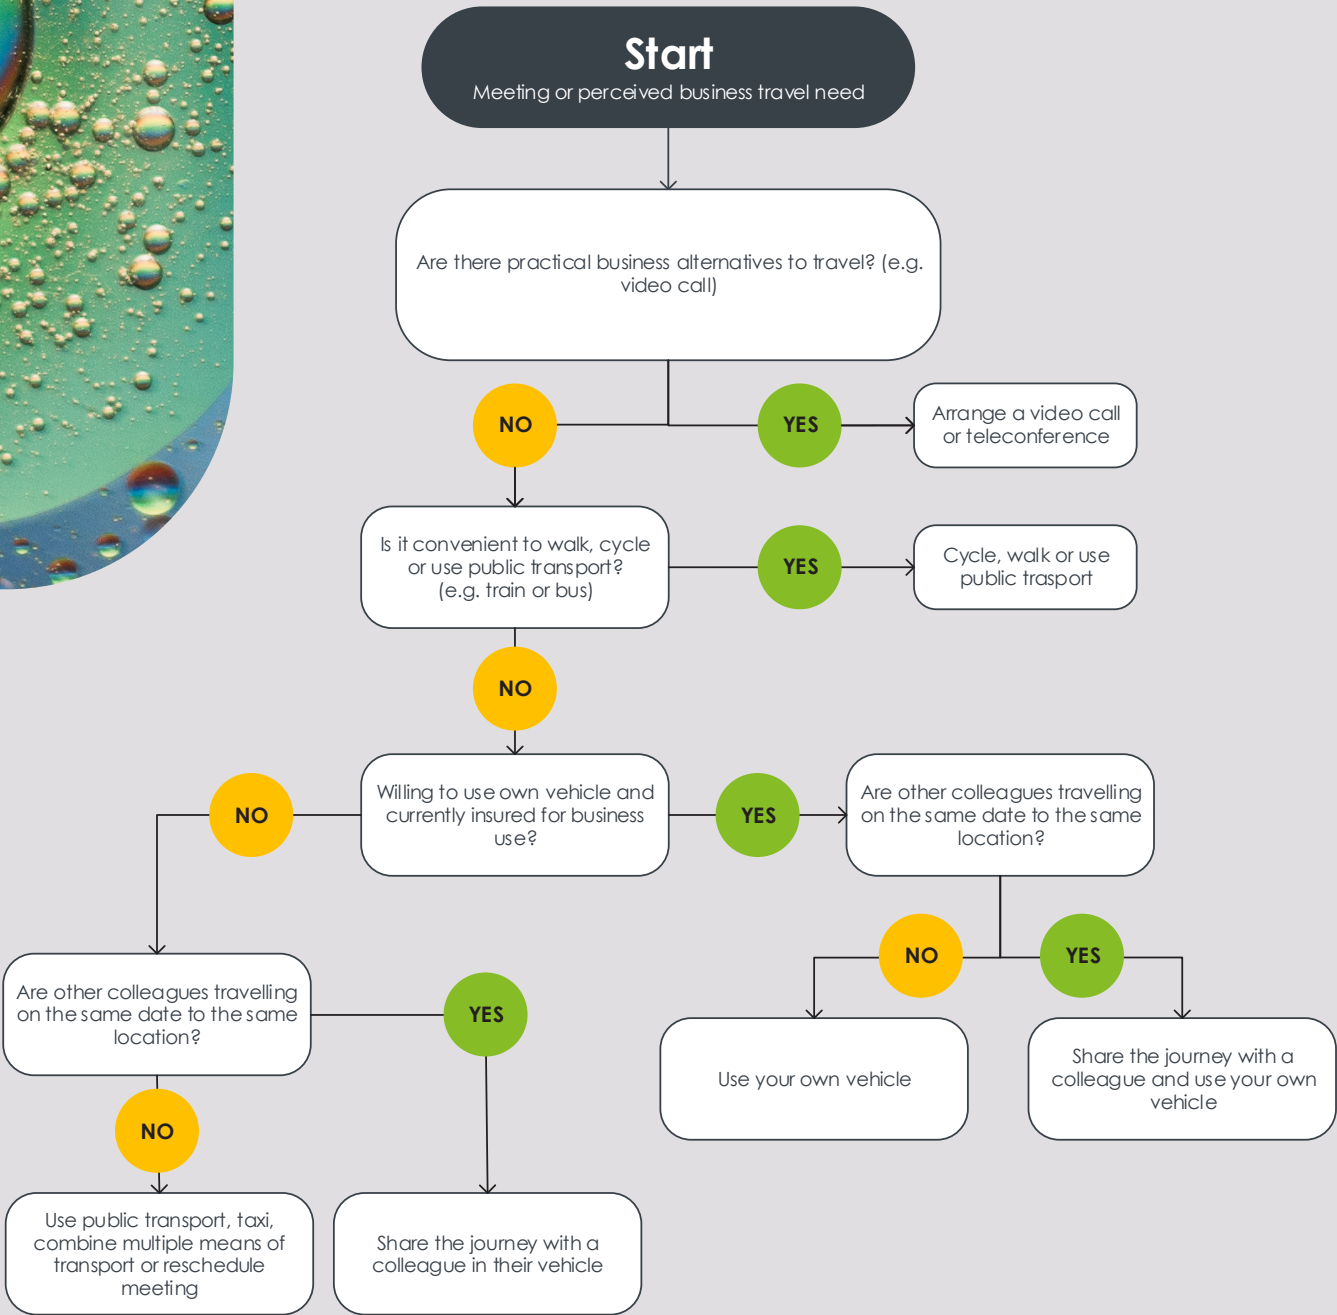 Start
Meeting or perceived business travel need
Are there practical business alternatives to travel? (e.g.
video call)
NO
YES
Arrange a video call
or teleconference
Is it convenient to walk, cycle
or use public transport?
(e.g. train or bus)
YES
Cycle, walk or use
public trasport
NO
NO
Willing to use own vehicle and
currently insured for business
use?
YES
Are other colleagues travelling
on the same date to the same
location?
NO
YES
Are other colleagues travelling
on the same date to the same
location?
YES
Use your own vehicle
Share the journey with a
colleague and use your own
vehicle
NO
Use public transport, taxi,
combine multiple means of
transport or reschedule
meeting
Share the journey with a
colleague in their vehicle